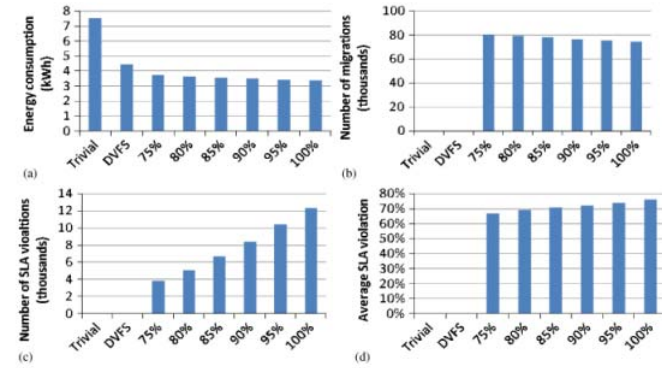 Energy consumption
(kWh)
8
7
6
5
4
3
2
1
0
Trivial
DVFS
75%
80%
85%
90%
95%
100%
(a)
Number of migrations
(thousands)
100
80
60
40
20
0
Trivial
DVFS
75%
80%
85%
90%
95%
100%
(b)
Number of SLA vioaltions
(thousands)
14
12
10
8
6
4
2
0
Trivial
DVFS
75%
80%
85%
90%
95%
100%
(c)
Average SLA violation
80%
70%
60%
50%
40%
30%
20%
10%
0%
Trivial
DVFS
75%
80%
85%
90%
95%
100%
(d)